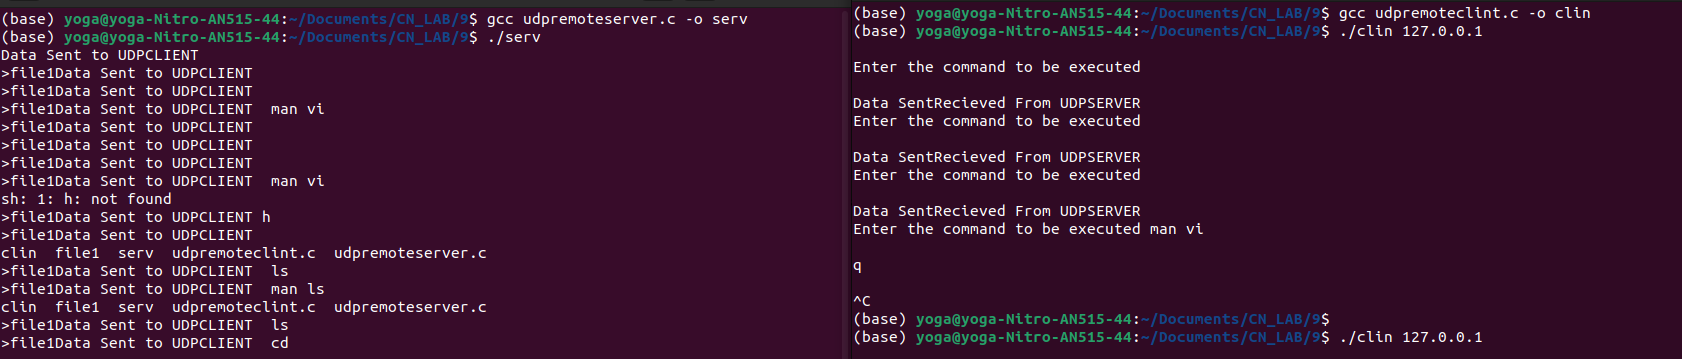 (base) yoga@yoga-Nitro-AN515-44:~/Documents/CN_LAB/9$ gcc udpremoteserver.c -o serv
(base) yoga@yoga-Nitro-AN515-44:~/Documents/CN_LAB/9$ ./serv
Data Sent to UDPCLIENT
>file1Data Sent to UDPCLIENT
>file1Data Sent to UDPCLIENT
>file1Data Sent to UDPCLIENT  man vi
>file1Data Sent to UDPCLIENT
>file1Data Sent to UDPCLIENT
>file1Data Sent to UDPCLIENT
>file1Data Sent to UDPCLIENT  man vi
sh: 1: h: not found
>file1Data Sent to UDPCLIENT h
>file1Data Sent to UDPCLIENT
clin  file1  serv  udpremoteclint.c  udpremoteserver.c
>file1Data Sent to UDPCLIENT  ls
>file1Data Sent to UDPCLIENT  man ls
clin  file1  serv  udpremoteclint.c  udpremoteserver.c
>file1Data Sent to UDPCLIENT  ls
>file1Data Sent to UDPCLIENT  cd
(base) yoga@yoga-Nitro-AN515-44:~/Documents/CN_LAB/9$ gcc udpremoteclint.c -o clin
(base) yoga@yoga-Nitro-AN515-44:~/Documents/CN_LAB/9$ ./clin 127.0.0.1
Enter the command to be executed
Data SentRecieved From UDPSERVER
Enter the command to be executed
Data SentRecieved From UDPSERVER
Enter the command to be executed
Data SentRecieved From UDPSERVER
Enter the command to be executed man vi
q
^C
(base) yoga@yoga-Nitro-AN515-44:~/Documents/CN_LAB/9$
(base) yoga@yoga-Nitro-AN515-44:~/Documents/CN_LAB/9$ ./clin 127.0.0.1